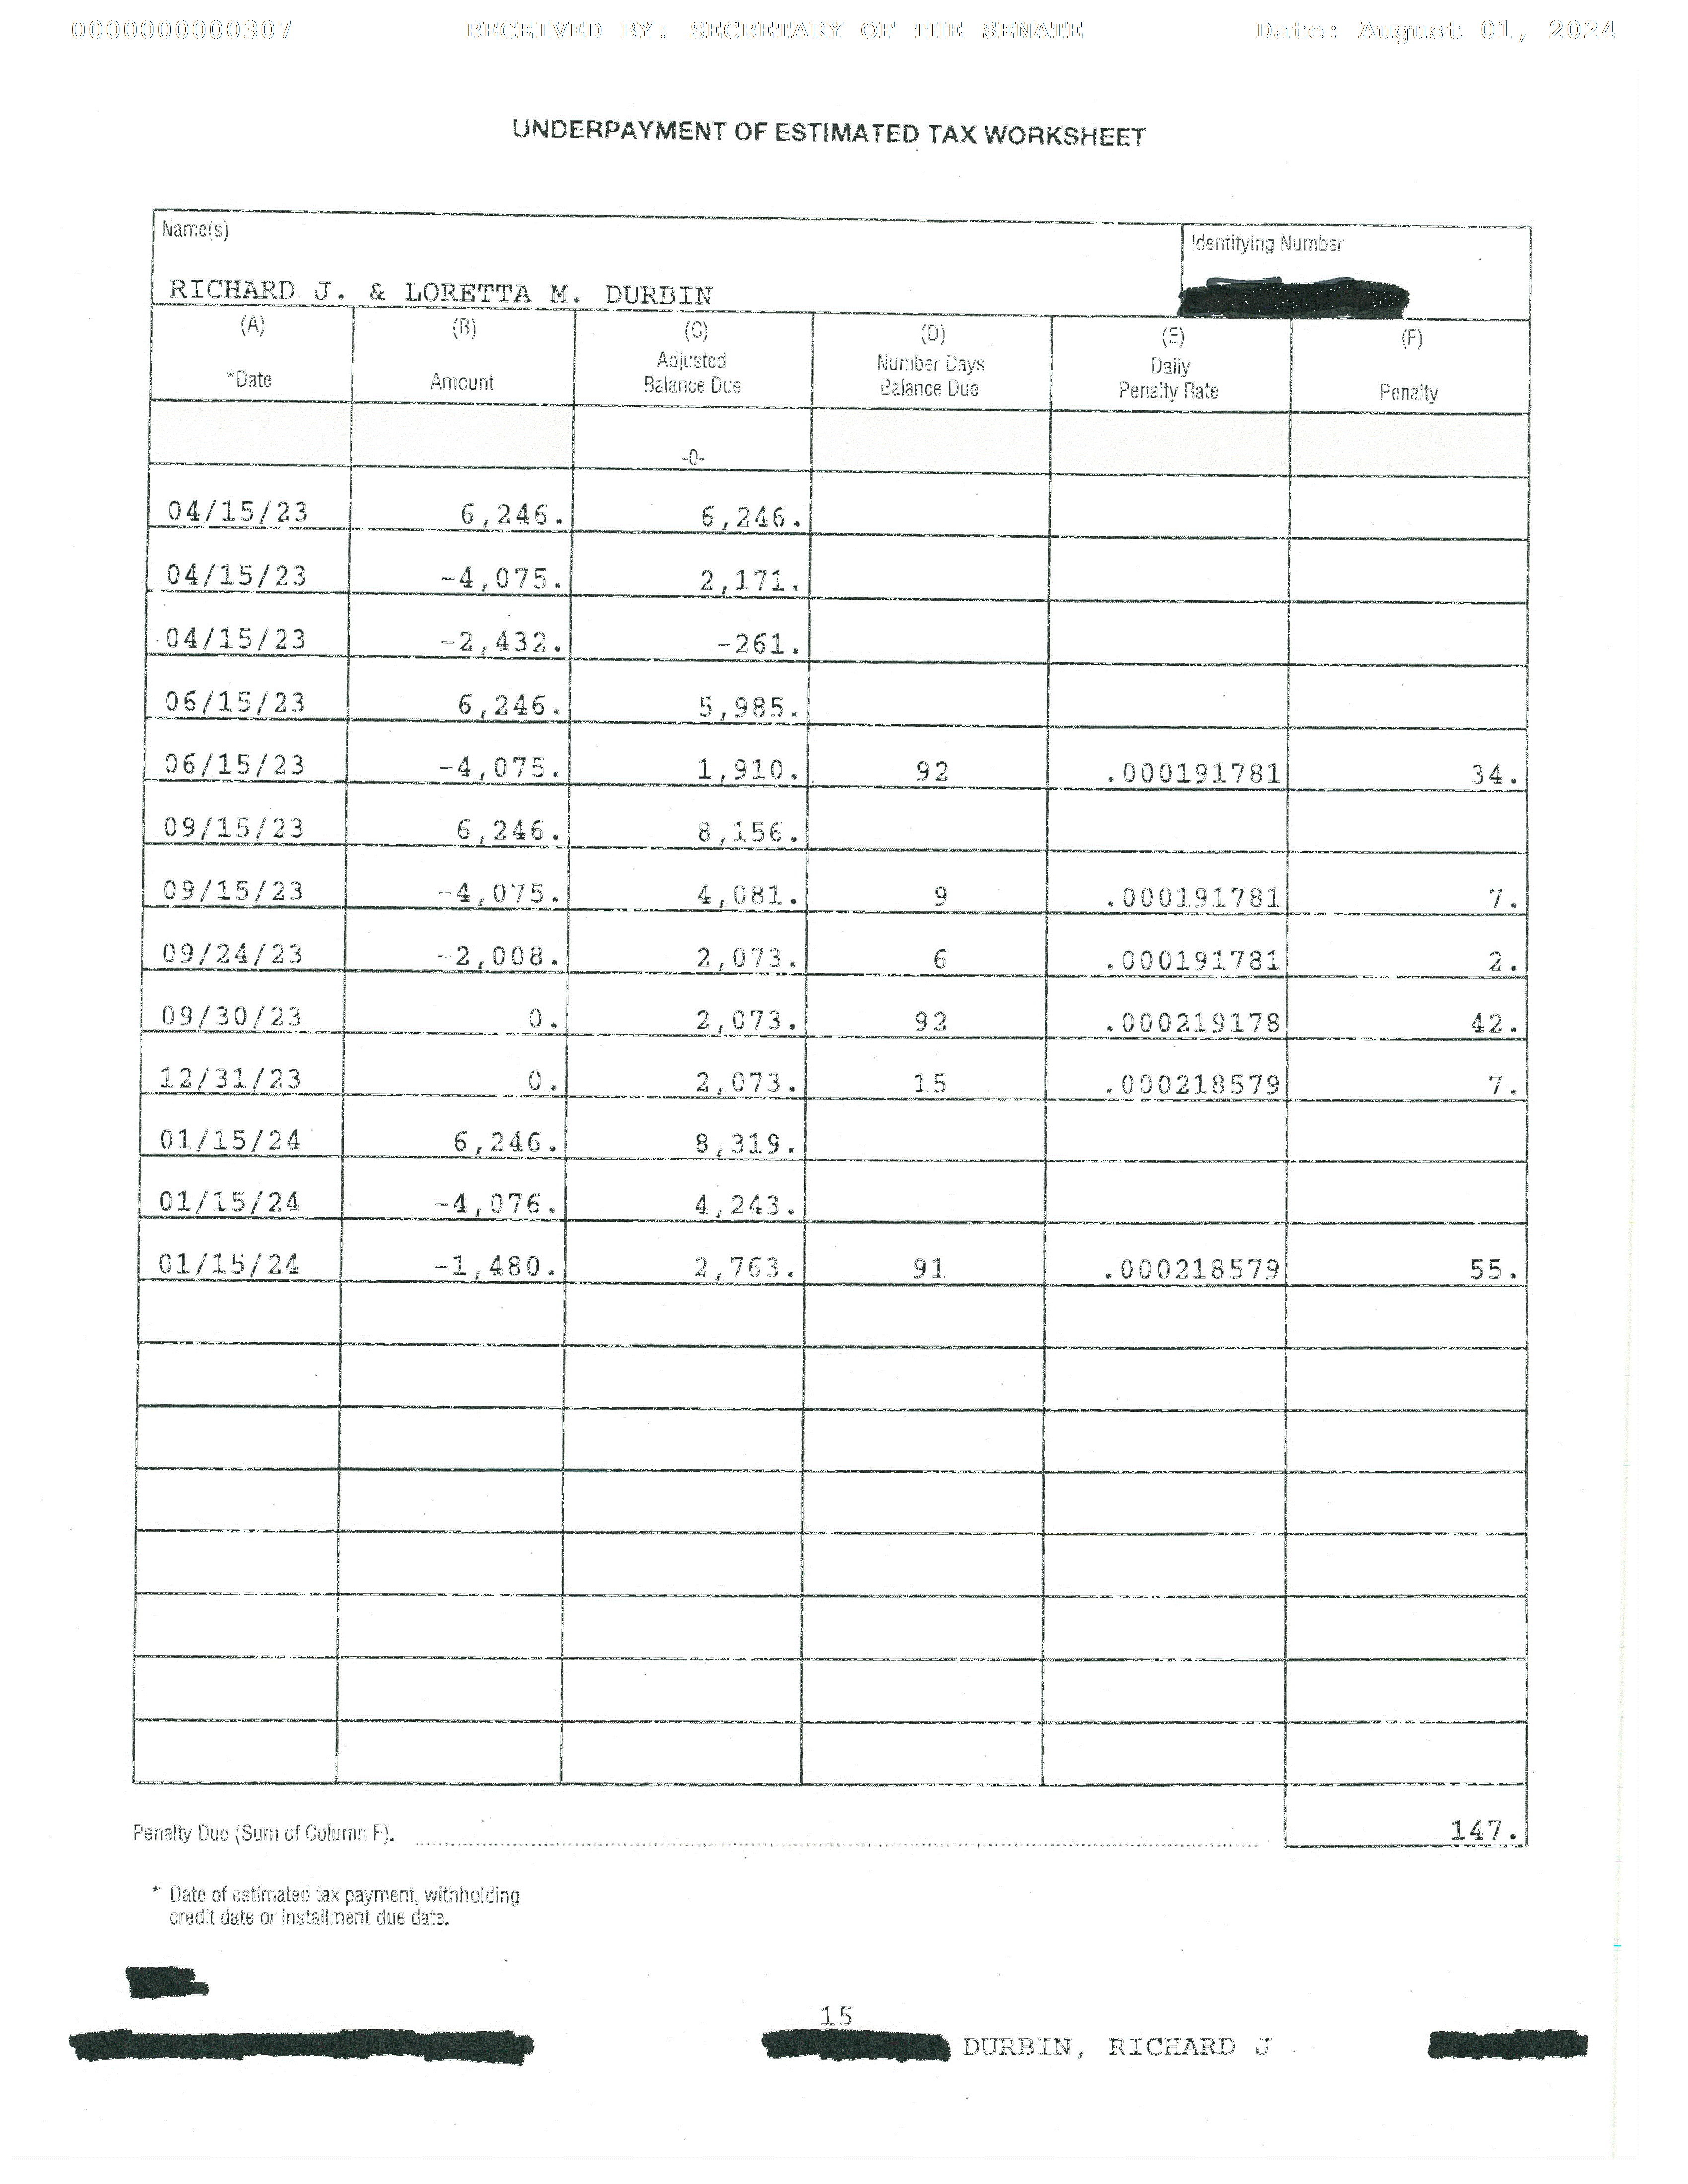 0000000000307 RECEIVED BY: SECRETARY OF THE SENATE Date: August 01, 2024
UNDERPAYMENT OF ESTIMATED TAX WORKSHEET
Name(s) Identifying Number
RICHARD J. & LORETTA M. DURBIN
(A) (B) (C) (D) (E) (F)
Adjusted Number Days Daily
*Date Amount Balance Due Balance Due Penalty Rate Penalty
-0-
04/15/23 6,246. 6,246.
04/15/23 -4,075. 2,171.
04/15/23 -2,432. -261.
06/15/23 6,246. 5,985.
06/15/23 -4,075. 1,910. 92 .000191781 34.
09/15/23 6,246. 8,156.
09/15/23 -4,075. 4,081. 9 .000191781 7.
09/24/23 -2,008. 2,073. 6 .000191781 2.
09/30/23 0. 2,073. 92 .000219178 42.
12/31/23 0. 2,073. 15 .000218579 7.
01/15/24 6,246. 8,319.
01/15/24 -4,076. 4,243.
01/15/24 -1,480. 2,763. 91 .000218579 55.
Penalty Due (Sum of Column F). 147.
* Date of estimated tax payment, withholding
credit date or installment due date.
15
DURBIN, RICHARD J